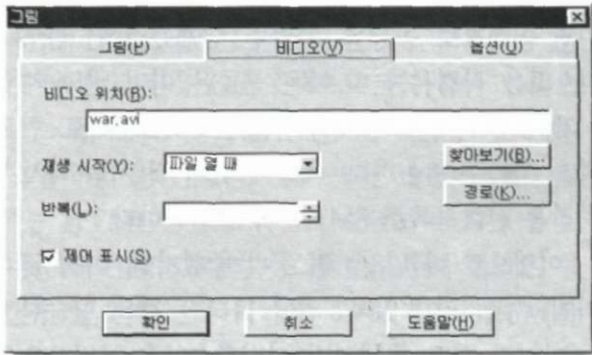 그림
그림(P) 비디오(V) 옵션(O)
비디오 위치(R):
war.avi
재생 시작(Y): 파일 열 때 찾아보기(B)...
경로(K)...
반복(L):
제어 표시(S)
확인 취소 도움말(H)